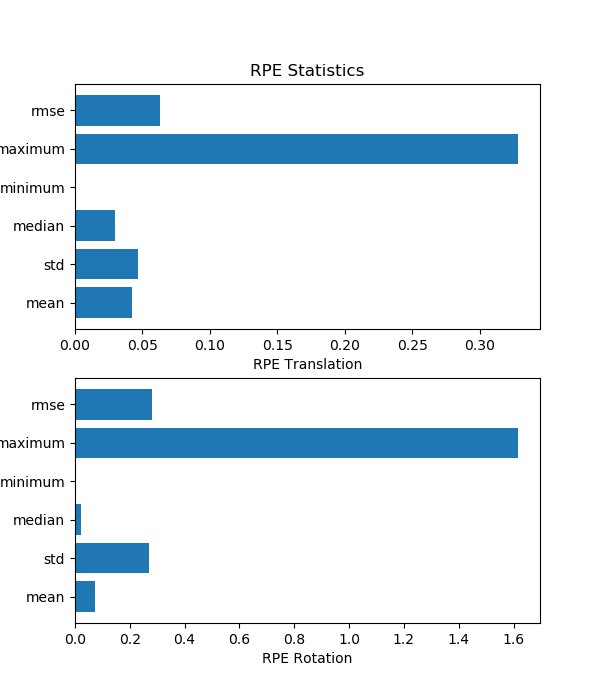 RPE Statistics
rmse
maximum
minimum
median
std
mean
0.00 0.05 0.10 0.15 0.20 0.25 0.30
RPE Translation
rmse
maximum
minimum
median
std
mean
0.0 0.2 0.4 0.6 0.8 1.0 1.2 1.4 1.6
RPE Rotation